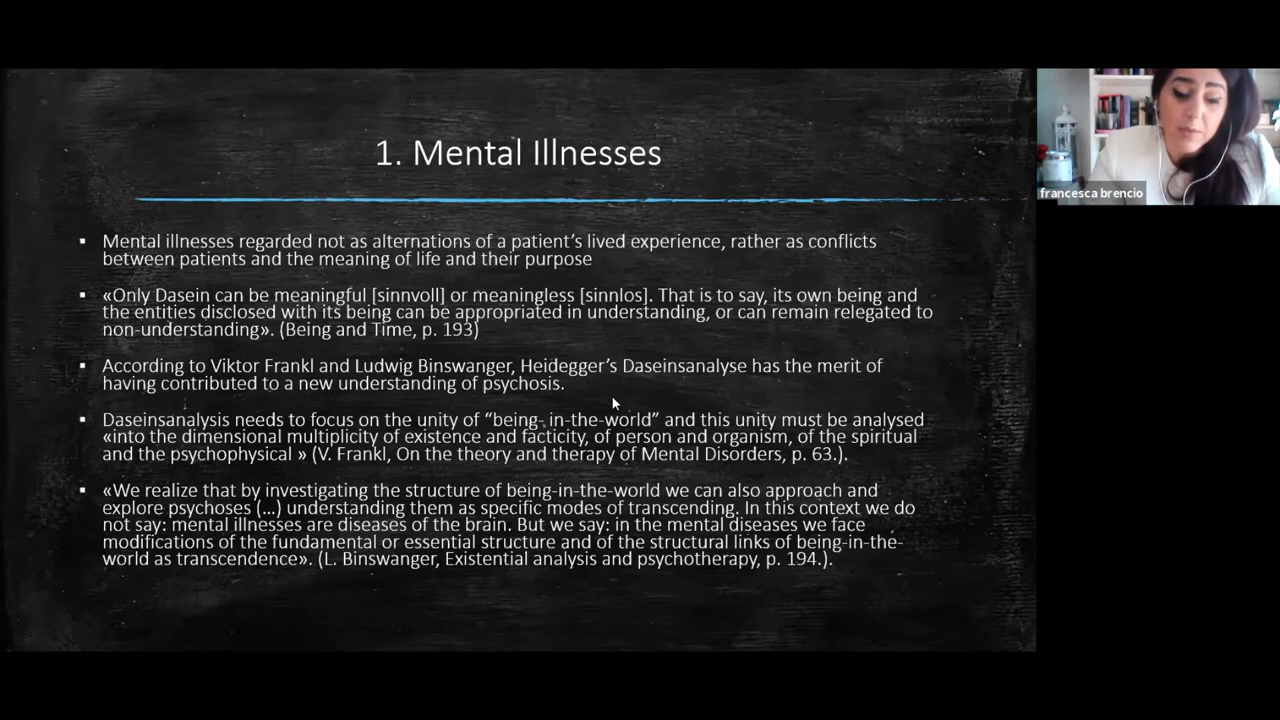 1. Mental Illnesses
francesca brencio
▪ Mental illnesses regarded not as alternations of a patient's lived experience, rather as conflicts
between patients and the meaning of life and their purpose
▪ «Only Dasein can be meaningful [sinnvoll] or meaningless [sinnlos]. That is to say, its own being and
the entities disclosed with its being can be appropriated in understanding, or can remain relegated to
non-understanding». (Being and Time, p. 193)
▪ According to Viktor Frankl and Ludwig Binswanger, Heidegger's Daseinsanalyse has the merit of
having contributed to a new understanding of psychosis.
▪ Daseinsanalysis needs to focus on the unity of “being- in-the-world” and this unity must be analysed
«into the dimensional multiplicity of existence and facticity, of person and organism, of the spiritual
and the psychophysical » (V. Frankl, On the theory and therapy of Mental Disorders, p. 63.).
▪ «We realize that by investigating the structure of being-in-the-world we can also approach and
explore psychoses (...) understanding them as specific modes of transcending. In this context we do
not say: mental illnesses are diseases of the brain. But we say: in the mental diseases we face
modifications of the fundamental or essential structure and of the structural links of being-in-the-
world as transcendence». (L. Binswanger, Existential analysis and psychotherapy, p. 194.).